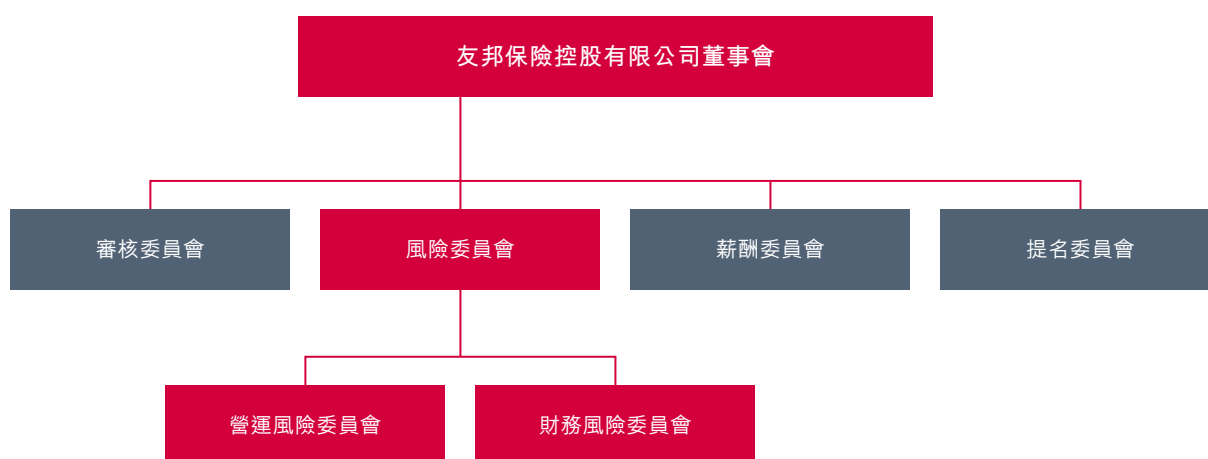 友邦保險控股有限公司董事會
審核委員會
風險委員會
薪酬委員會
提名委員會
營運風險委員會
財務風險委員會